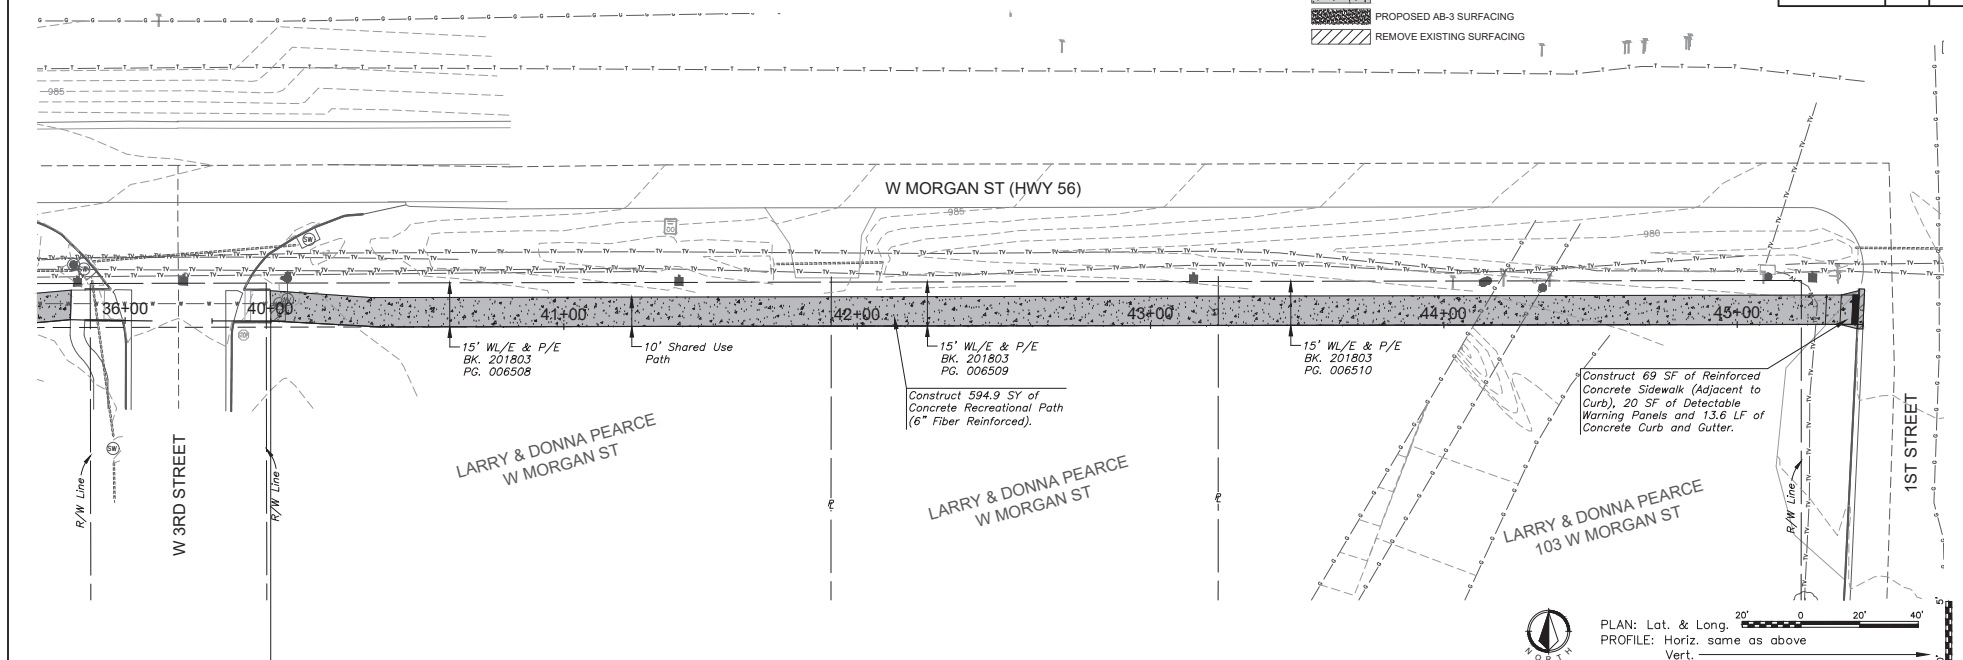 PROPOSED AB-3 SURFACING
REMOVE EXISTING SURFACING
985
W MORGAN ST (HWY 56)
985
980
SW
SW
36+00
40+00
41+00
42+00
43+00
44+00
45+00
15' WL/E & P/E
BK. 201803
PG. 006508
10' Shared Use
Path
15' WL/E & P/E
BK. 201803
PG. 006509
15' WL/E & P/E
BK. 201803
PG. 006510
Construct 594.9 SY of
Concrete Recreational Path
(6" Fiber Reinforced).
Construct 69 SF of Reinforced
Concrete Sidewalk (Adjacent to
Curb), 20 SF of Detectable
Warning Panels and 13.6 LF of
Concrete Curb and Gutter.
SW
R/W Line
W 3RD STREET
R/W Line
LARRY & DONNA PEARCE
W MORGAN ST
LARRY & DONNA PEARCE
W MORGAN ST
LARRY & DONNA PEARCE
103 W MORGAN ST
R/W Line
1ST STREET
NORTH
PLAN: Lat. & Long.
20' 0 20' 40'
PROFILE: Horiz. same as above
Vert.
5'